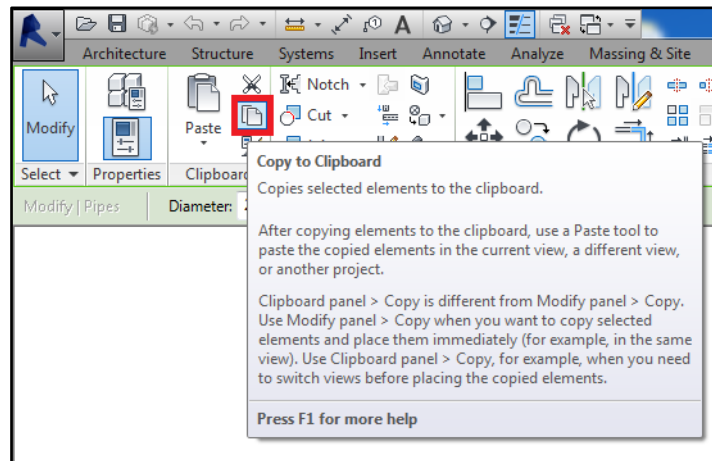 Architecture Structure Systems Insert Annotate Analyze Massing & Site
Notch
Modify
Paste
Cut
Select Properties Clipboard
Modify | Pipes Diameter:
Copy to Clipboard
Copies selected elements to the clipboard.
After copying elements to the clipboard, use a Paste tool to
paste the copied elements in the current view, a different view,
or another project.
Clipboard panel > Copy is different from Modify panel > Copy.
Use Modify panel > Copy when you want to copy selected
elements and place them immediately (for example, in the same
view). Use Clipboard panel > Copy, for example, when you need
to switch views before placing the copied elements.
Press F1 for more help